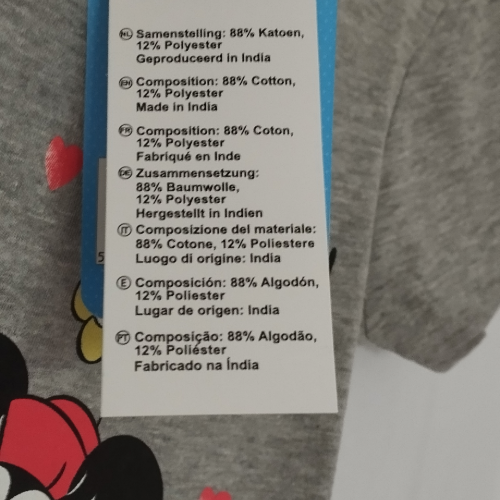 NL Samenstelling: 88% Katoen,
12% Polyester
Geproduceerd in India
EN Composition: 88% Cotton,
12% Polyester
Made in India
FR Composition: 88% Coton,
12% Polyester
Fabriqué en Inde
DE Zusammensetzung:
88% Baumwolle,
12% Polyester
Hergestellt in Indien
IT Composizione del materiale:
88% Cotone, 12% Poliestere
Luogo di origine: India
E Composición: 88% Algodón,
12% Poliester
Lugar de origen: India
PT Composição: 88% Algodão,
12% Poliéster
Fabricado na Índia
5